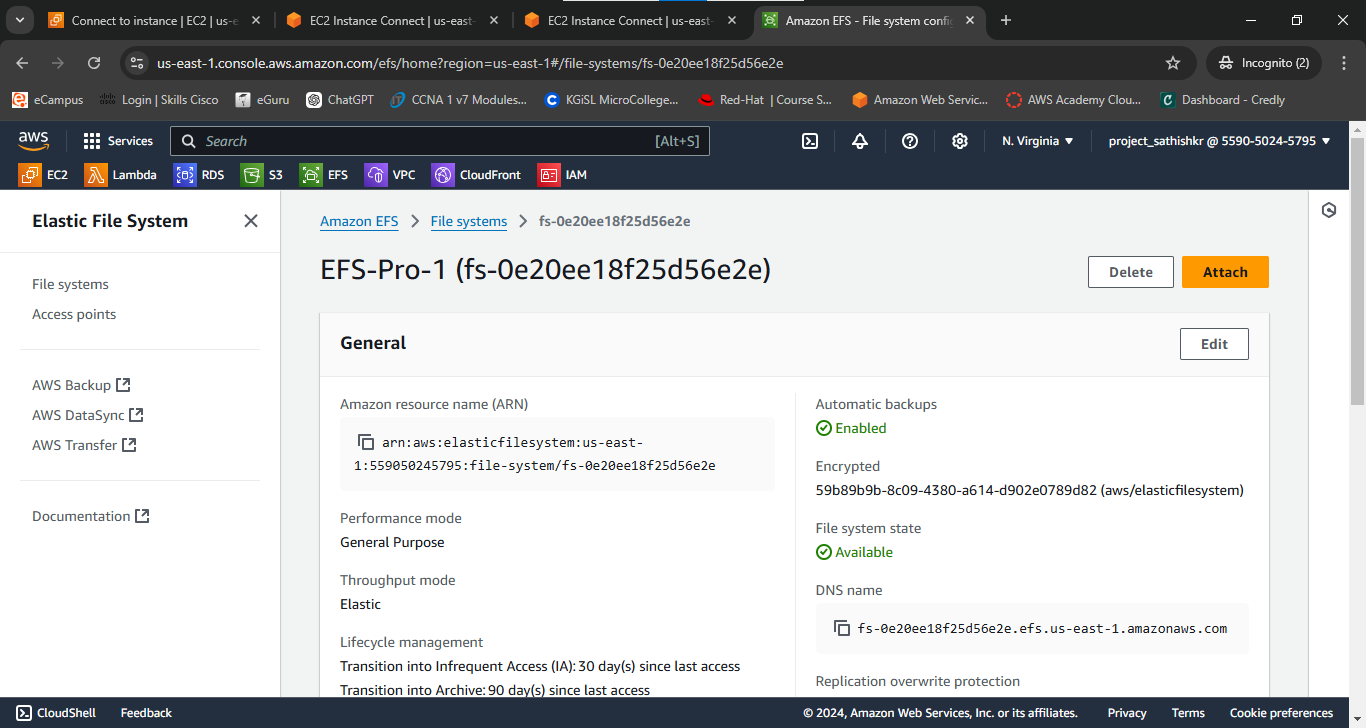 Connect to instance | EC2 | us-e
EC2 Instance Connect | us-east-
EC2 Instance Connect | us-east-
Amazon EFS - File system confi
us-east-1.console.aws.amazon.com/efs/home?region=us-east-1#/file-systems/fs-0e20ee18f25d56e2e
Incognito (2)
eCampus
Login | Skills Cisco
eGuru
ChatGPT
CCNA 1 v7 Modules...
KGiSL MicroCollege...
Red-Hat | Course S...
Amazon Web Servic...
AWS Academy Clou...
Dashboard - Credly
aws
Services
Search
[Alt+S]
N. Virginia
project_sathishkr @ 5590-5024-5795
EC2
Lambda
RDS
S3
EFS
VPC
CloudFront
IAM
Elastic File System
File systems
Access points
AWS Backup
AWS DataSync
AWS Transfer
Documentation
Amazon EFS
File systems
fs-0e20ee18f25d56e2e
EFS-Pro-1 (fs-0e20ee18f25d56e2e)
Delete
Attach
General
Edit
Amazon resource name (ARN)
arn:aws:elasticfilesystem:us-east-
1:559050245795:file-system/fs-0e20ee18f25d56e2e
Performance mode
General Purpose
Throughput mode
Elastic
Lifecycle management
Transition into Infrequent Access (IA): 30 day(s) since last access
Transition into Archive: 90 day(s) since last access
Automatic backups
Enabled
Encrypted
59b89b9b-8c09-4380-a614-d902e0789d82 (aws/elasticfilesystem)
File system state
Available
DNS name
fs-0e20ee18f25d56e2e.efs.us-east-1.amazonaws.com
Replication overwrite protection
CloudShell
Feedback
© 2024, Amazon Web Services, Inc. or its affiliates.
Privacy
Terms
Cookie preferences